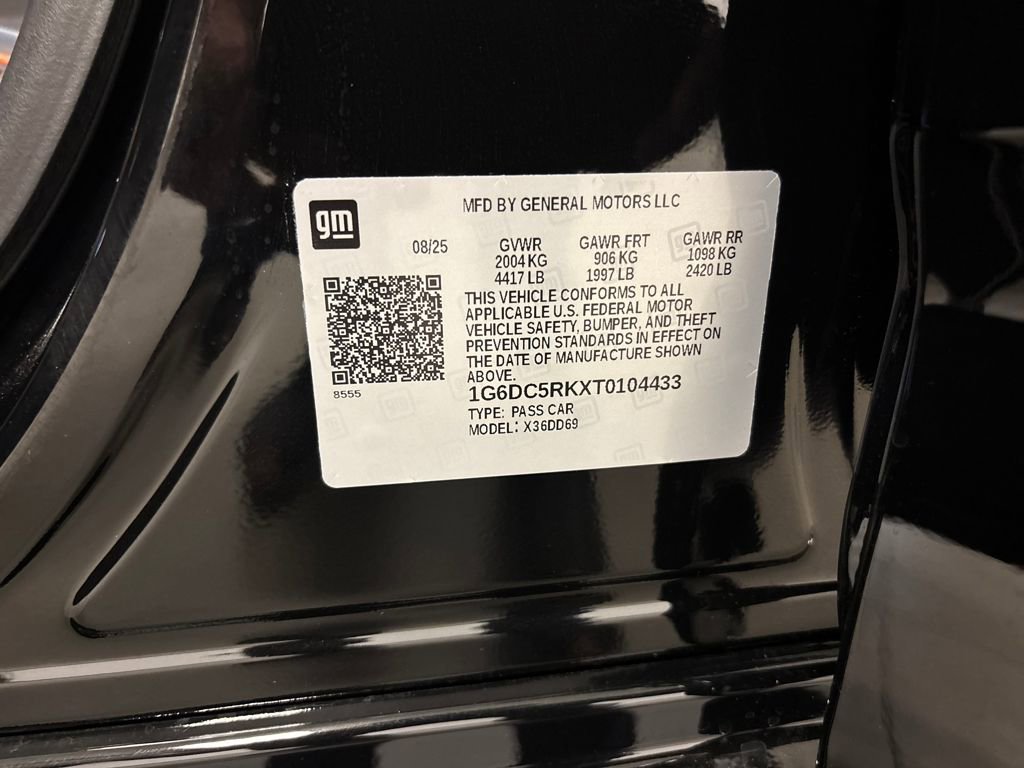 gm
MFD BY GENERAL MOTORS LLC
08/25 GVWR GAWR FRT GAWR RR
2004 KG 906 KG 1098 KG
4417 LB 1997 LB 2420 LB
THIS VEHICLE CONFORMS TO ALL
APPLICABLE U.S. FEDERAL MOTOR
VEHICLE SAFETY, BUMPER, AND THEFT
PREVENTION STANDARDS IN EFFECT ON
THE DATE OF MANUFACTURE SHOWN
ABOVE.
8555
1G6DC5RKXT0104433
TYPE: PASS CAR
MODEL: X36DD69